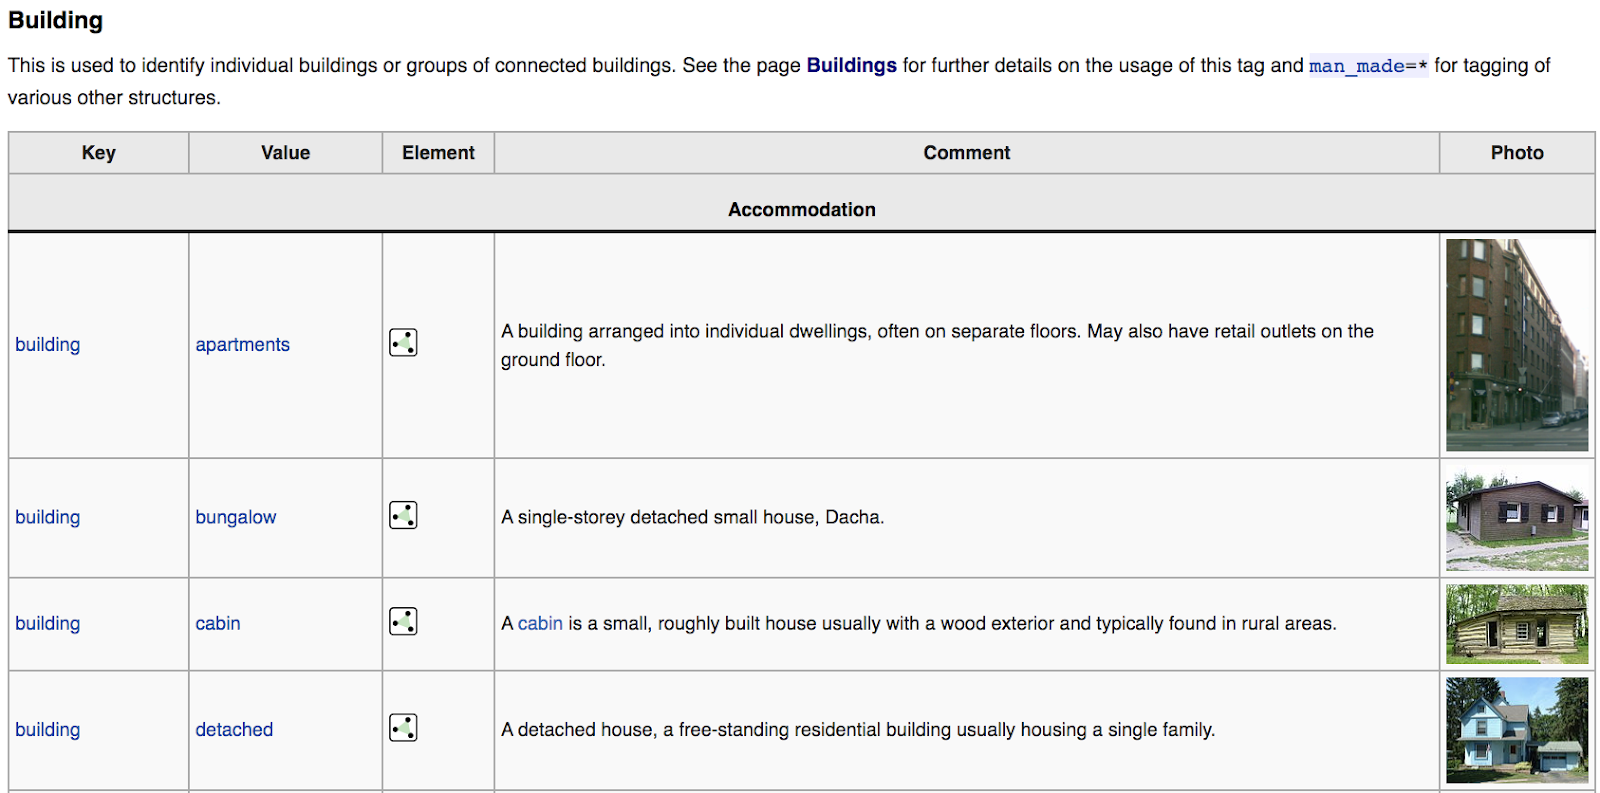 Building
This is used to identify individual buildings or groups of connected buildings. See the page Buildings for further details on the usage of this tag and man_made=* for tagging of
various other structures.
Key Value Element Comment Photo
Accommodation
building apartments A building arranged into individual dwellings, often on separate floors. May also have retail outlets on the
ground floor.
building bungalow A single-storey detached small house, Dacha.
building cabin A cabin is a small, roughly built house usually with a wood exterior and typically found in rural areas.
building detached A detached house, a free-standing residential building usually housing a single family.